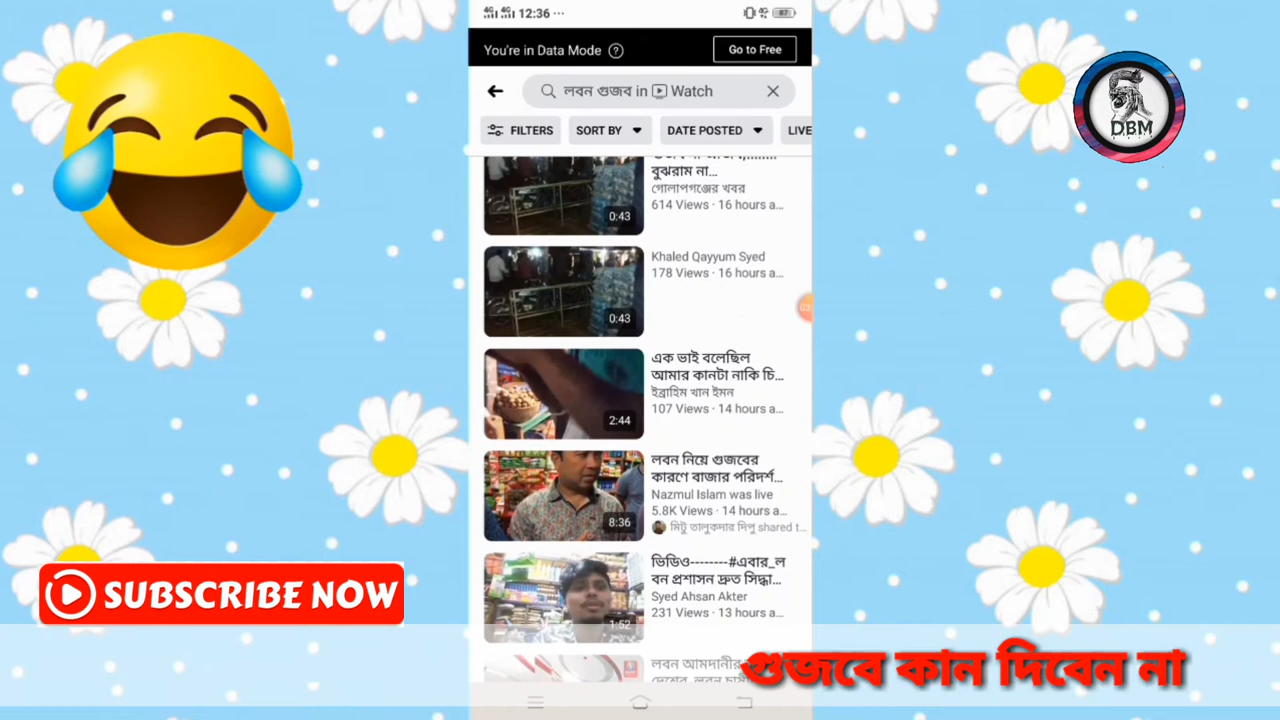 4G 4G 12:36 ...
87
You're in Data Mode ?
Go to Free
লবন গুজব in Watch
FILTERS
SORT BY
DATE POSTED
LIVE
বুঝরাম না...
গোলাপগঞ্জের খবর
614 Views · 16 hours a...
0:43
Khaled Qayyum Syed
178 Views · 16 hours a...
0:43
এক ভাই বলেছিল
আমার কানটা নাকি চি...
ইব্রাহিম খান ইমন
107 Views · 14 hours a...
2:44
লবন নিয়ে গুজবের
কারণে বাজার পরিদর্শ...
Nazmul Islam was live
5.8K Views · 14 hours a...
মিটু তালুকদার দিপু shared t...
8:36
ভিডিও--------#এবার_ল
বন প্রশাসন দ্রুত সিদ্ধা...
Syed Ahsan Akter
231 Views · 13 hours a...
1:52
লবন আমদানীর
DBM
SUBSCRIBE NOW
গুজবে কান দিবেন না